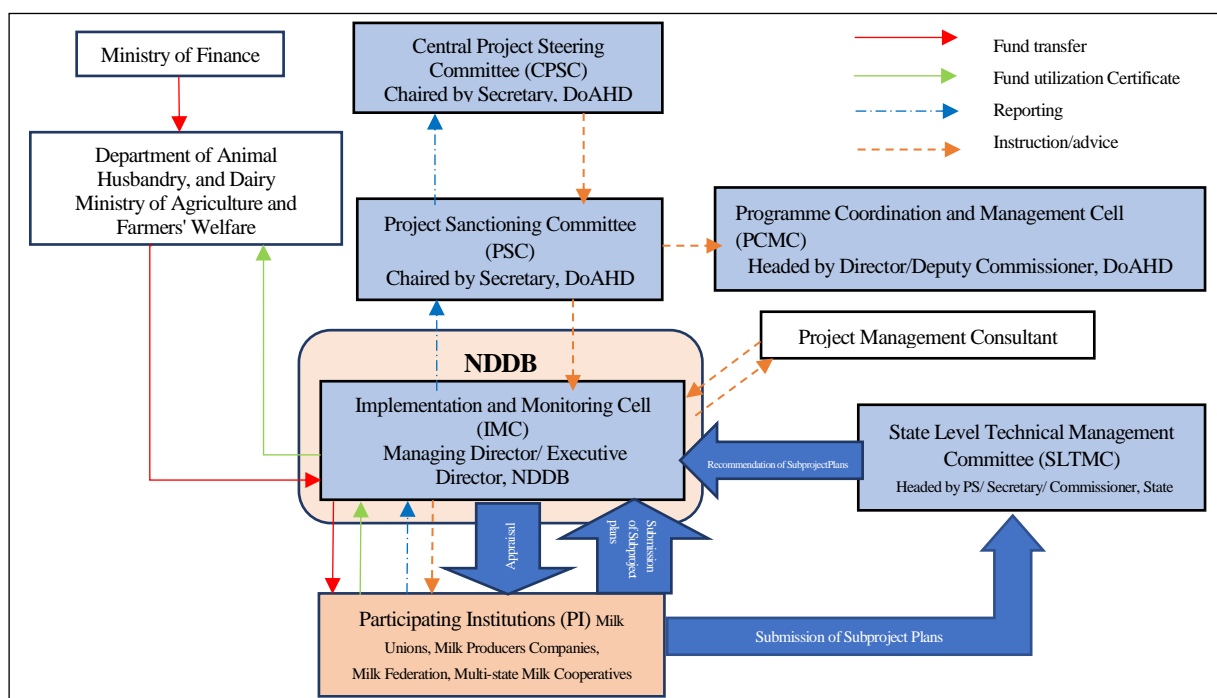 Ministry of Finance
Department of Animal
Husbandry, and Dairy
Ministry of Agriculture and
Farmers' Welfare
Central Project Steering
Committee (CPSC)
Chaired by Secretary, DoAHD
Fund transfer
Fund utilization Certificate
Reporting
Instruction/advice
Project Sanctioning Committee
(PSC)
Chaired by Secretary, DoAHD
Programme Coordination and Management Cell
(PCMC)
Headed by Director/Deputy Commissioner, DoAHD
Project Management Consultant
NDDB
Implementation and Monitoring Cell
(IMC)
Managing Director/ Executive
Director, NDDB
Recommendation of SubprojectPlans
State Level Technical Management
Committee (SLTMC)
Headed by PS/ Secretary/ Commissioner, State
Appraisal
Submission
of Subproject
plans
Participating Institutions (PI) Milk
Unions, Milk Producers Companies,
Milk Federation, Multi-state Milk Cooperatives
Submission of Subproject Plans